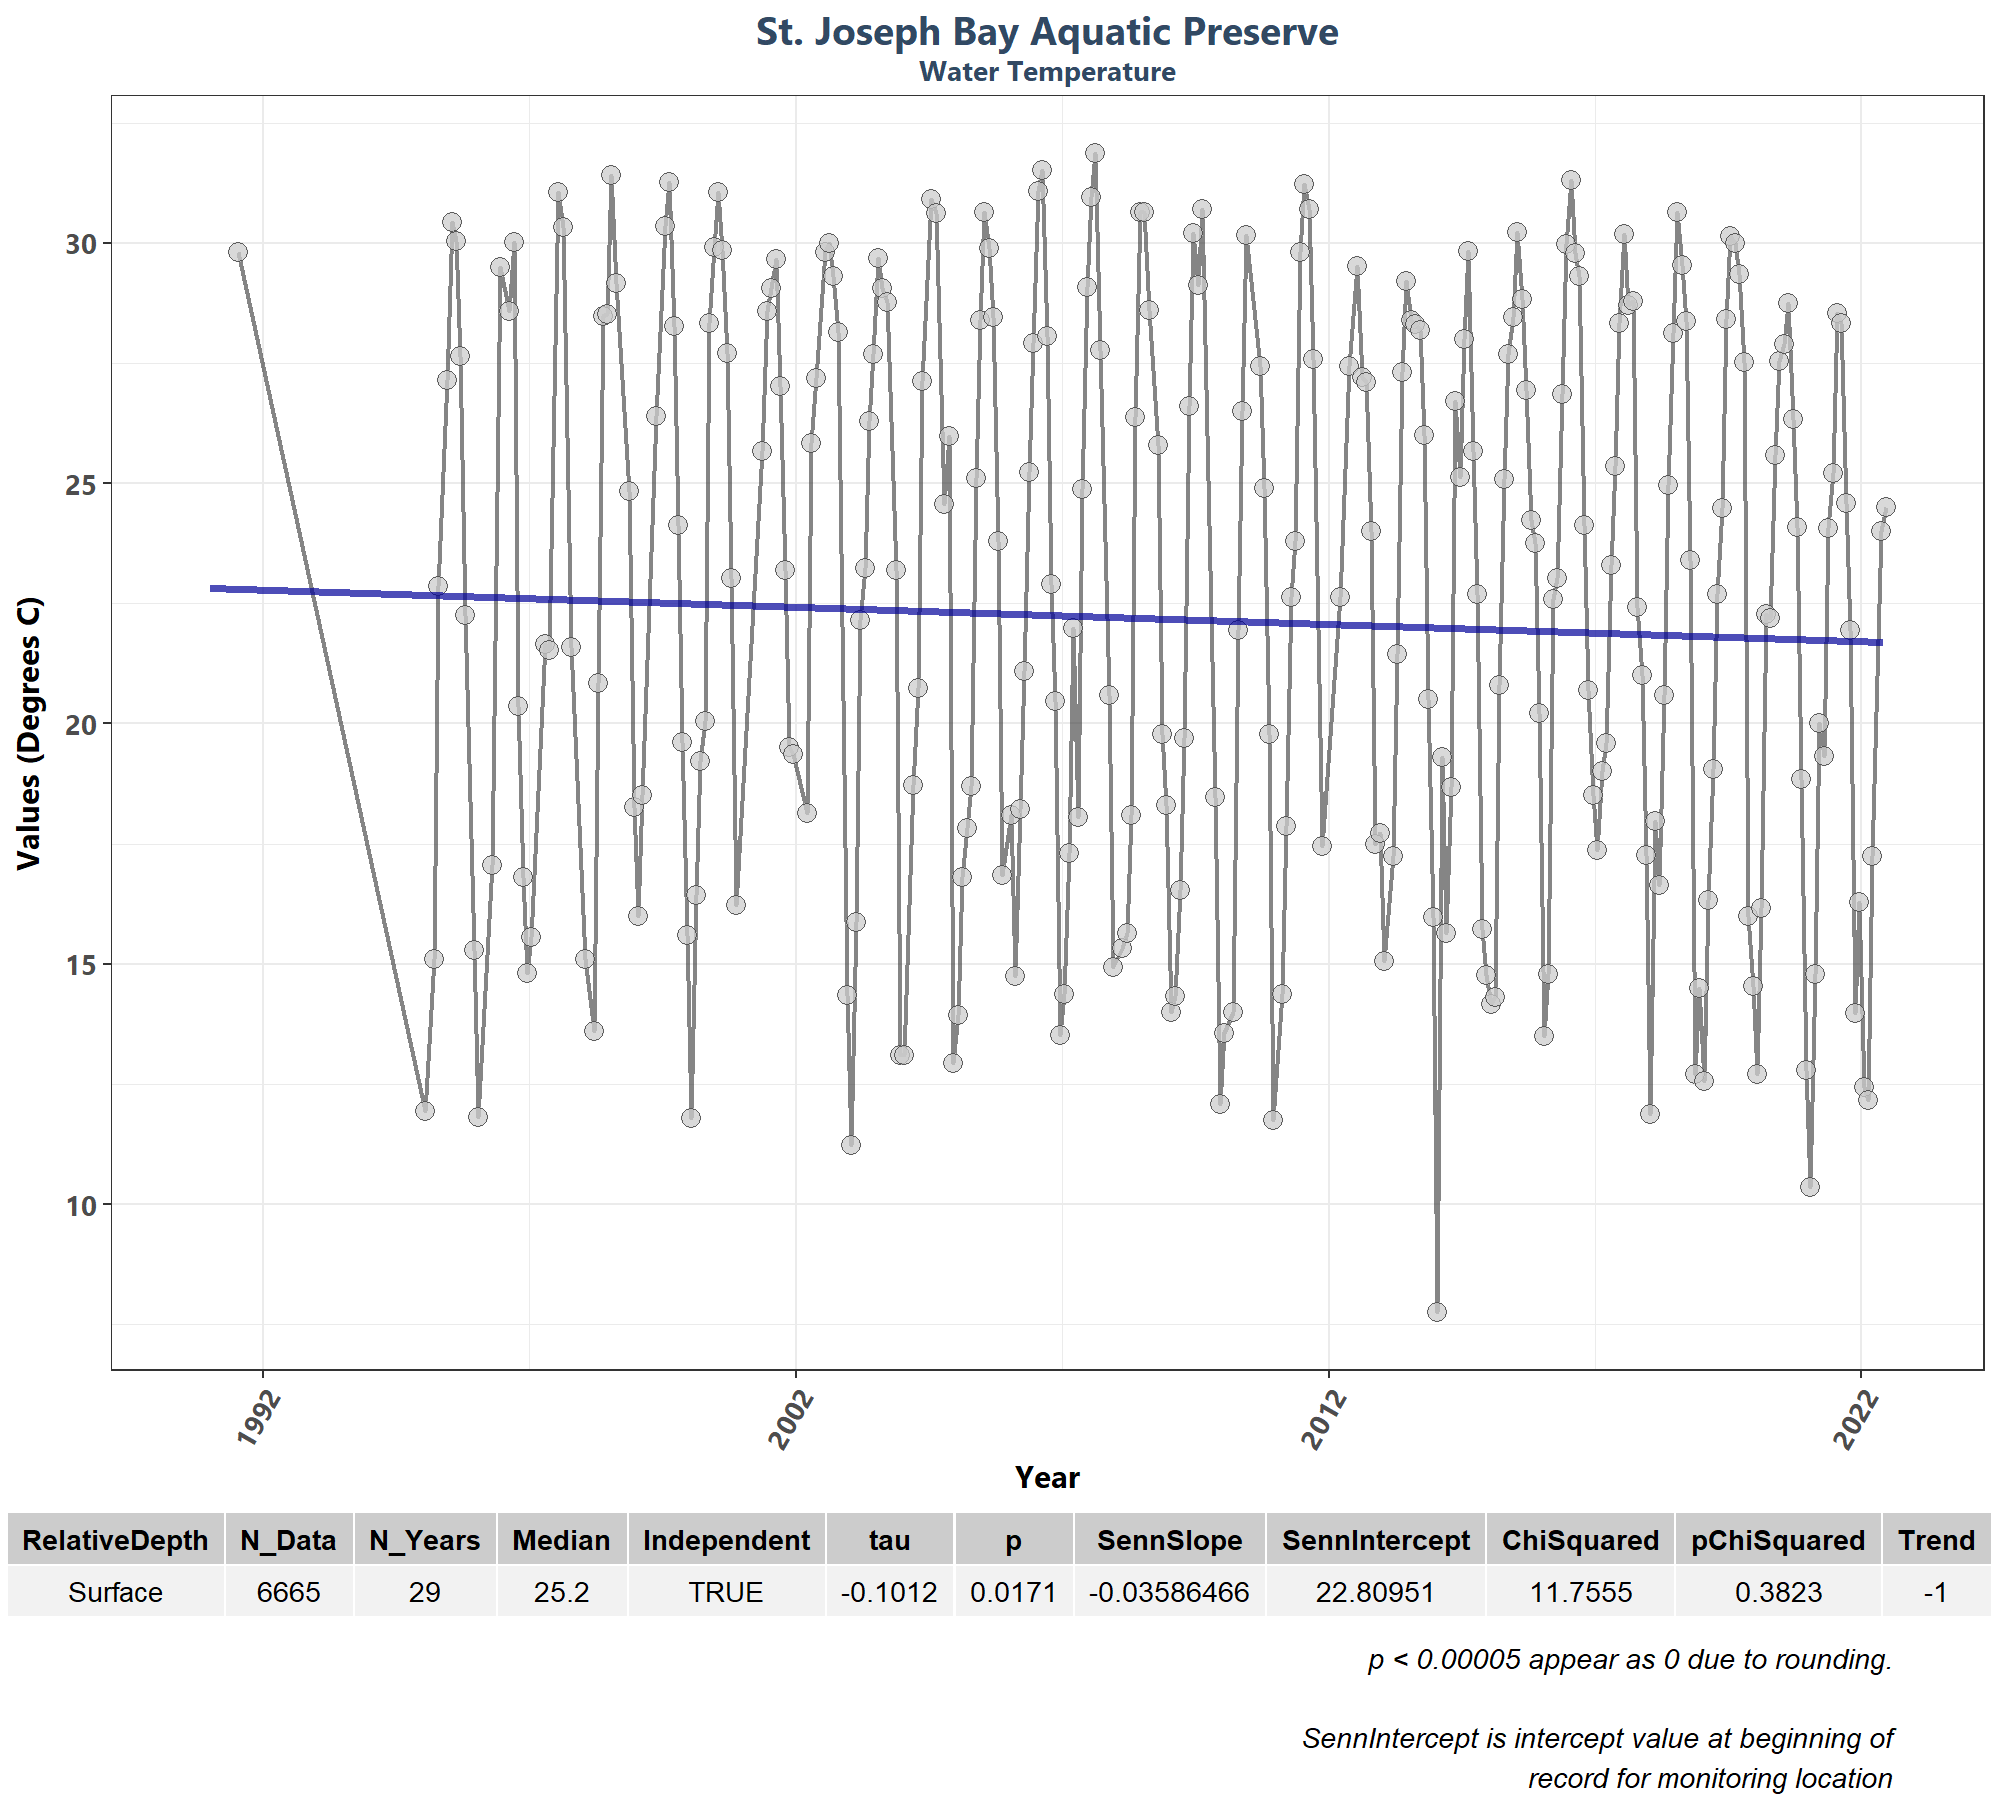 St. Joseph Bay Aquatic Preserve
Water Temperature
Values (Degrees C)
30
25
20
15
10
1992 2002 2012 2022
Year
RelativeDepth N_Data N_Years Median Independent tau p SennSlope SennIntercept ChiSquared pChiSquared Trend
Surface 6665 29 25.2 TRUE -0.1012 0.0171 -0.03586466 22.80951 11.7555 0.3823 -1
p < 0.00005 appear as 0 due to rounding.
SennIntercept is intercept value at beginning of
record for monitoring location